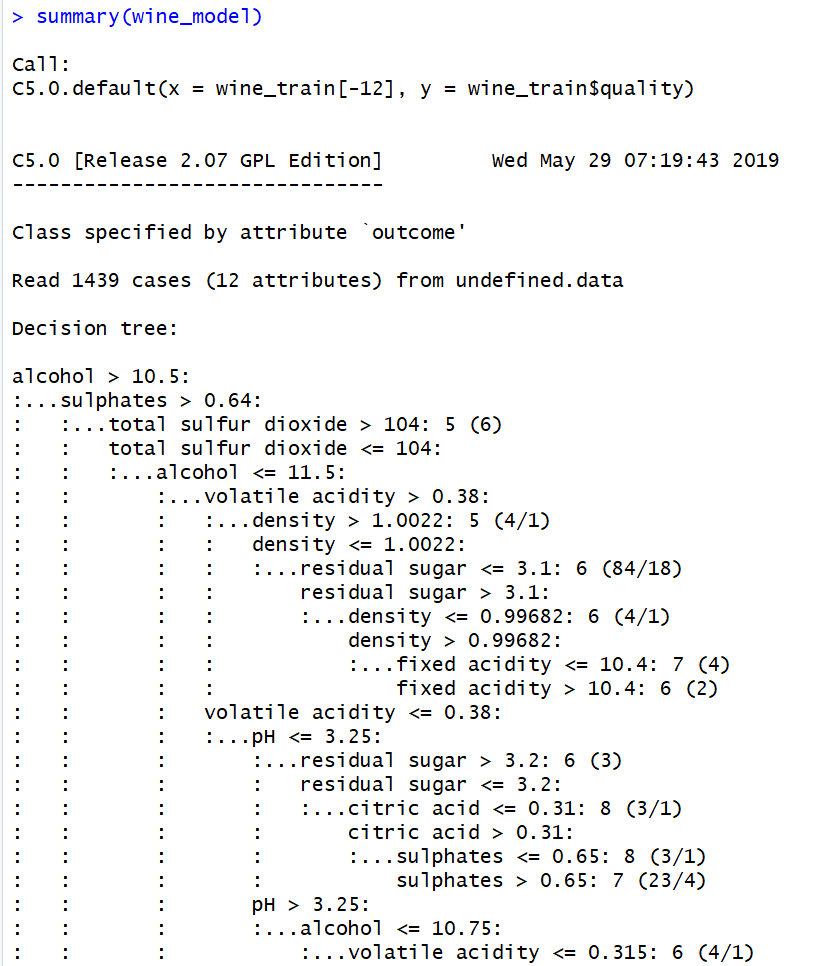 > summary(wine_model)

Call:
C5.0.default(x = wine_train[-12], y = wine_train$quality)


C5.0 [Release 2.07 GPL Edition]         Wed May 29 07:19:43 2019
-------------------------------

Class specified by attribute `outcome'

Read 1439 cases (12 attributes) from undefined.data

Decision tree:

alcohol > 10.5:
:...sulphates > 0.64:
:   :...total sulfur dioxide > 104: 5 (6)
:   :   total sulfur dioxide <= 104:
:   :   :...alcohol <= 11.5:
:   :       :...volatile acidity > 0.38:
:   :       :   :...density > 1.0022: 5 (4/1)
:   :       :   :   density <= 1.0022:
:   :       :   :   :...residual sugar <= 3.1: 6 (84/18)
:   :       :   :       residual sugar > 3.1:
:   :       :   :       :...density <= 0.99682: 6 (4/1)
:   :       :   :           density > 0.99682:
:   :       :   :           :...fixed acidity <= 10.4: 7 (4)
:   :       :   :               fixed acidity > 10.4: 6 (2)
:   :       :   volatile acidity <= 0.38:
:   :       :   :...pH <= 3.25:
:   :       :       :...residual sugar > 3.2: 6 (3)
:   :       :       :   residual sugar <= 3.2:
:   :       :       :   :...citric acid <= 0.31: 8 (3/1)
:   :       :       :       citric acid > 0.31:
:   :       :       :       :...sulphates <= 0.65: 8 (3/1)
:   :       :       :           sulphates > 0.65: 7 (23/4)
:   :       :       pH > 3.25:
:   :       :       :...alcohol <= 10.75:
:   :       :           :...volatile acidity <= 0.315: 6 (4/1)